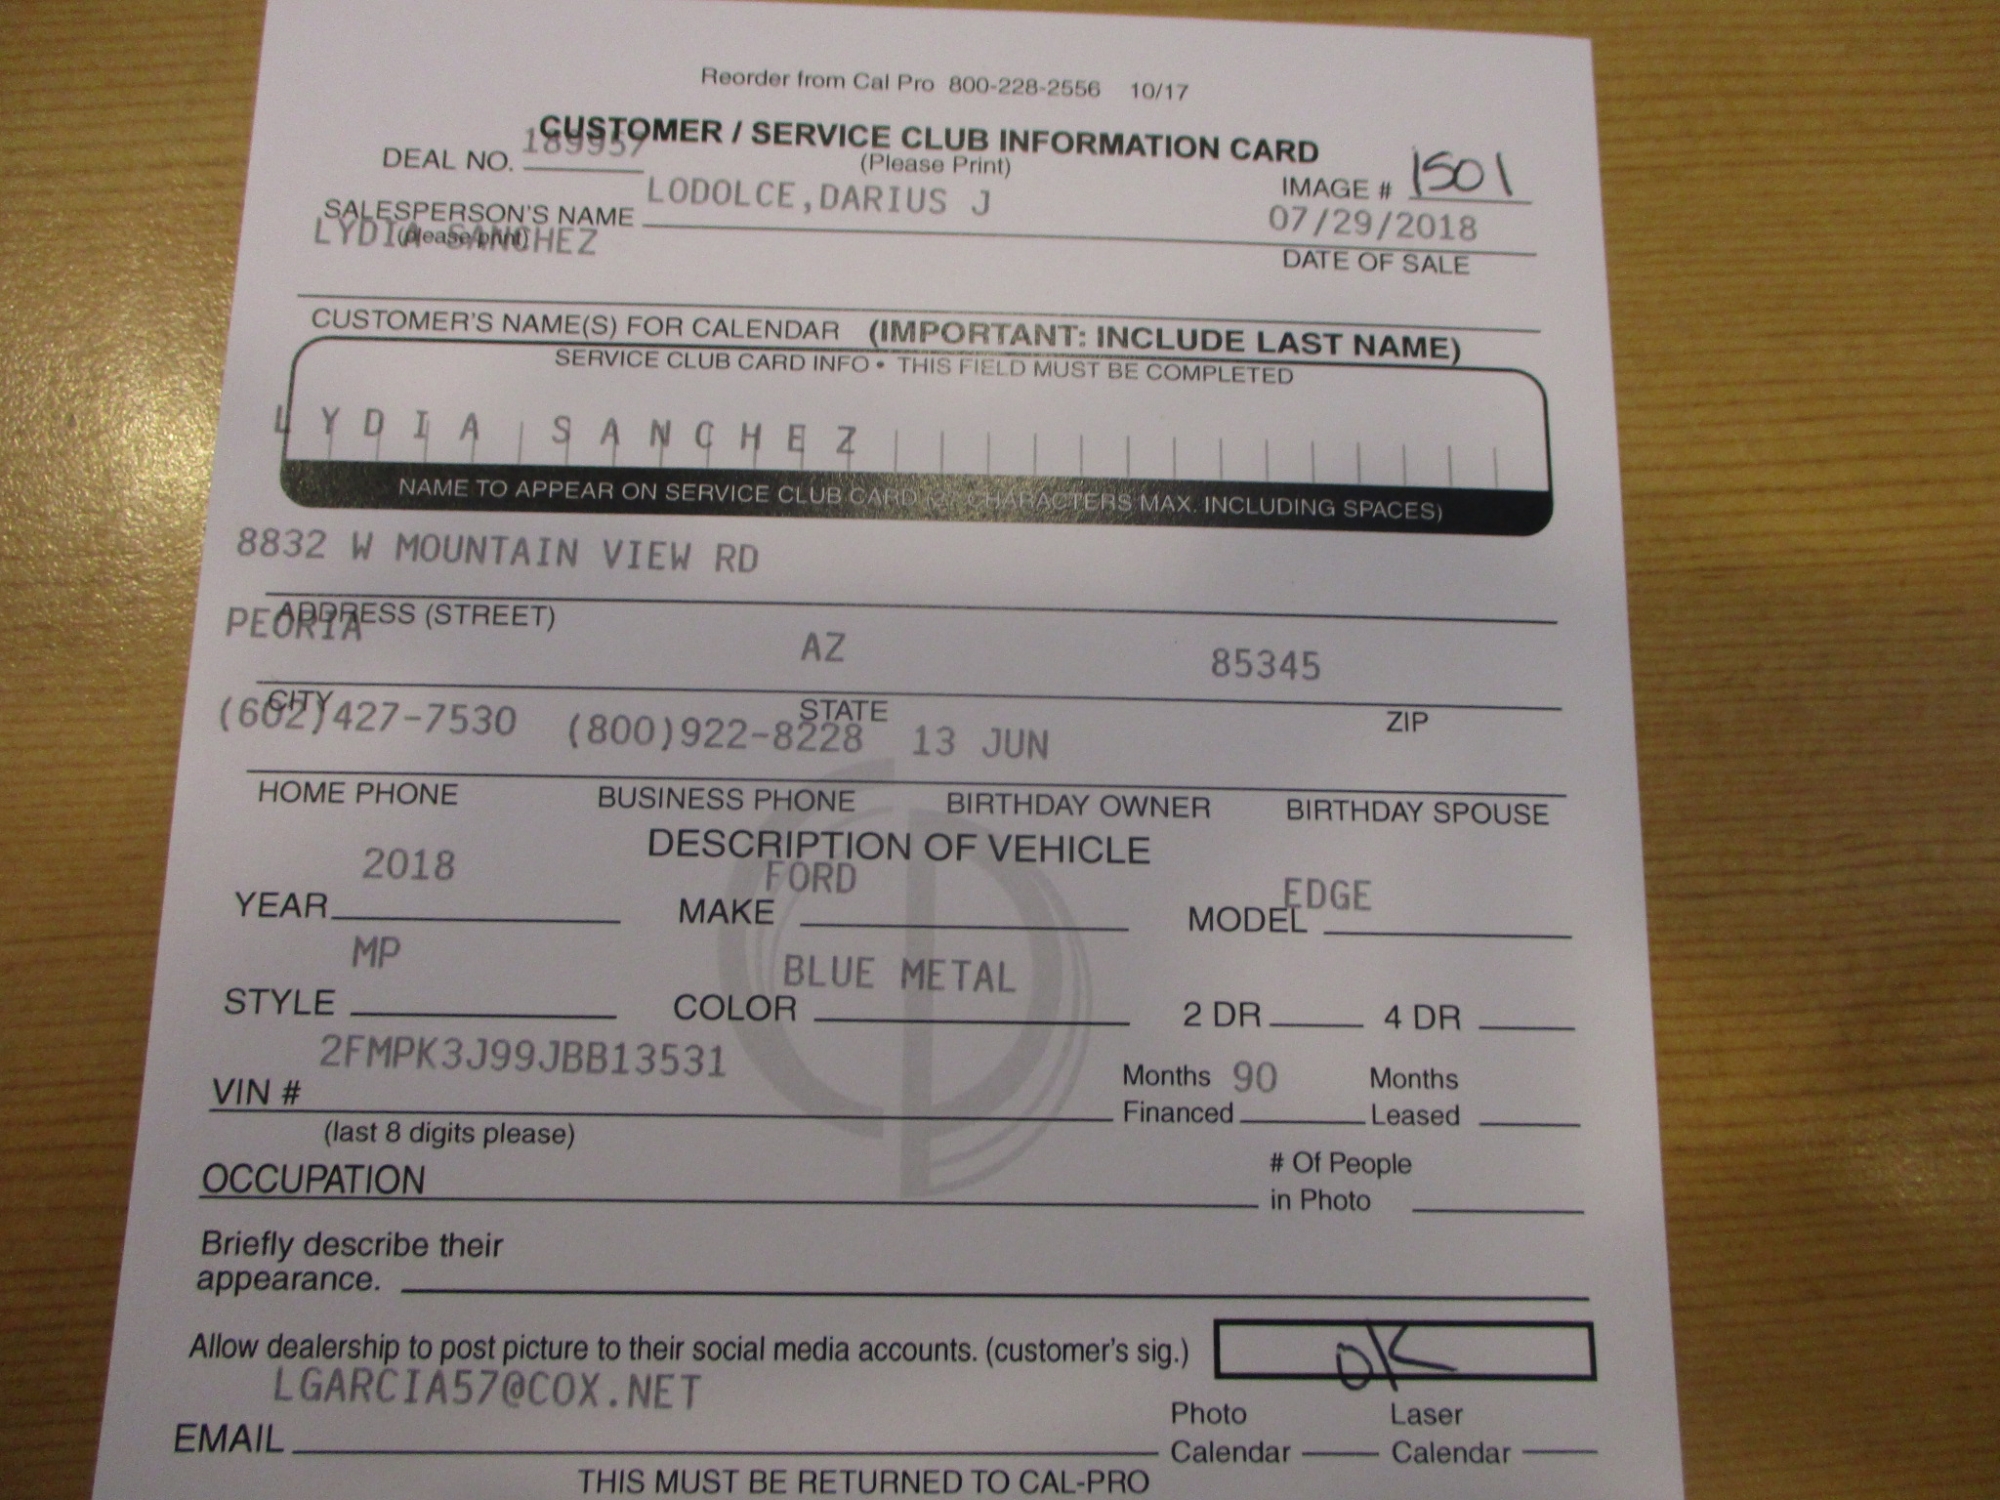 Reorder from Cal Pro 800-228-2556 10/17
CUSTOMER / SERVICE CLUB INFORMATION CARD
(Please Print)
DEAL NO. 189957
IMAGE # 1501
SALESPERSON'S NAME LODOLCE,DARIUS J
(please print)
07/29/2018
DATE OF SALE
LYDIA SANCHEZ
CUSTOMER'S NAME(S) FOR CALENDAR (IMPORTANT: INCLUDE LAST NAME)
SERVICE CLUB CARD INFO • THIS FIELD MUST BE COMPLETED
LYDIA SANCHEZ
NAME TO APPEAR ON SERVICE CLUB CARD CHARACTERS MAX. INCLUDING SPACES)
8832 W MOUNTAIN VIEW RD
ADDRESS (STREET)
PEORIA AZ 85345
CITY STATE ZIP
(602)427-7530 (800)922-8228 13 JUN
HOME PHONE BUSINESS PHONE BIRTHDAY OWNER BIRTHDAY SPOUSE
DESCRIPTION OF VEHICLE
YEAR 2018 MAKE FORD MODEL EDGE
STYLE MP COLOR BLUE METAL 2 DR 4 DR
VIN # 2FMPK3J99JBB13531
(last 8 digits please)
Months Financed 90 Months Leased
OCCUPATION
# Of People
in Photo
Briefly describe their
appearance.
Allow dealership to post picture to their social media accounts. (customer's sig.) OK
EMAIL LGARCIA57@COX.NET
Photo Calendar Laser Calendar
THIS MUST BE RETURNED TO CAL-PRO